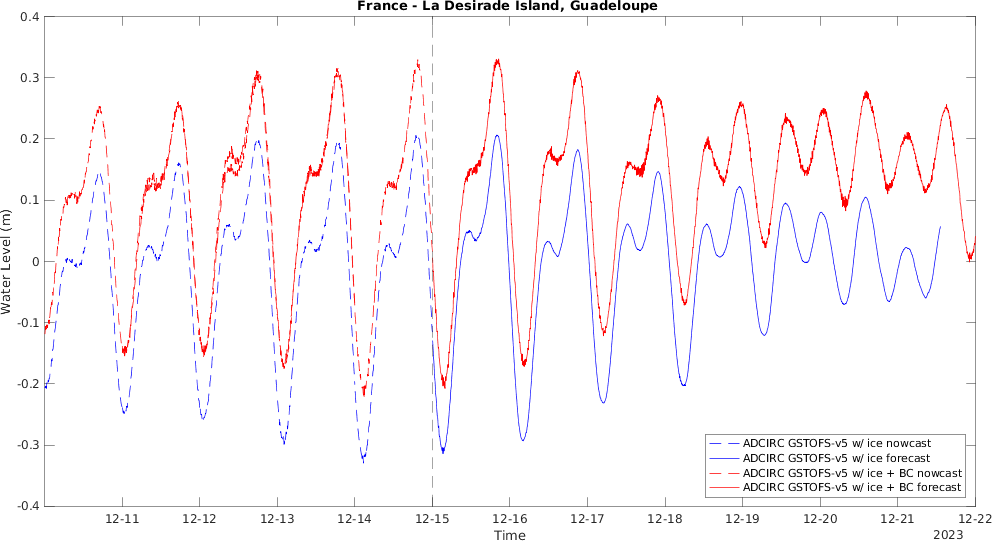 France - La Desirade Island, Guadeloupe
0.4
0.3
0.2
0.1
0
-0.1
-0.2
-0.3
-0.4
Water Level (m)
ADCIRC GSTOFS-v5 w/ ice nowcast
ADCIRC GSTOFS-v5 w/ ice forecast
ADCIRC GSTOFS-v5 w/ ice + BC nowcast
ADCIRC GSTOFS-v5 w/ ice + BC forecast
12-11 12-12 12-13 12-14 12-15 12-16 12-17 12-18 12-19 12-20 12-21 12-22
Time 2023